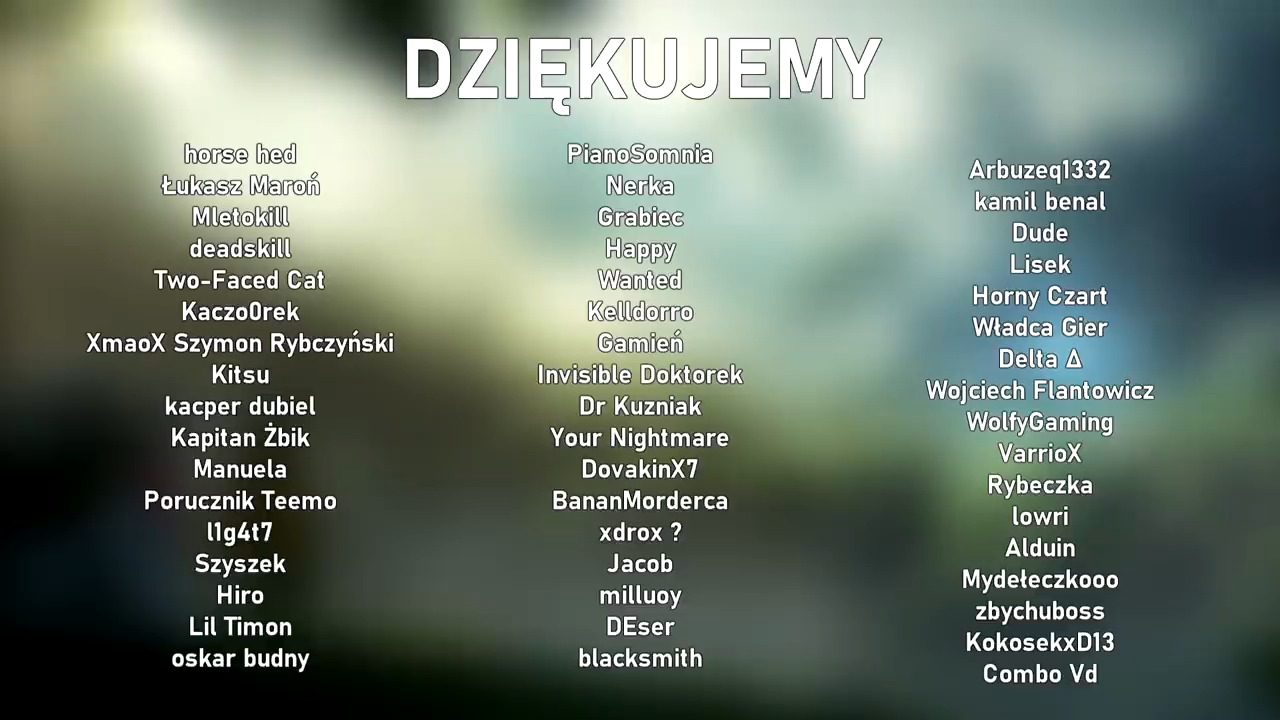 DZIĘKUJEMY
horse hed
Łukasz Maroń
Mletokill
deadskill
Two-Faced Cat
Kaczo0rek
XmaoX Szymon Rybczyński
Kitsu
kacper dubiel
Kapitan Żbik
Manuela
Porucznik Teemo
l1g4t7
Szyszek
Hiro
Lil Timon
oskar budny
PianoSomnia
Nerka
Grabiec
Happy
Wanted
Kelldorro
Gamień
Invisible Doktorek
Dr Kuzniak
Your Nightmare
DovakinX7
BananMorderca
xdrox ?
Jacob
milluoy
DEser
blacksmith
Arbuzeq1332
kamil benal
Dude
Lisek
Horny Czart
Władca Gier
Delta Δ
Wojciech Flantowicz
WolfyGaming
VarrioX
Rybeczka
lowri
Alduin
Mydełeczkooo
zbychuboss
KokosekxD13
Combo Vd